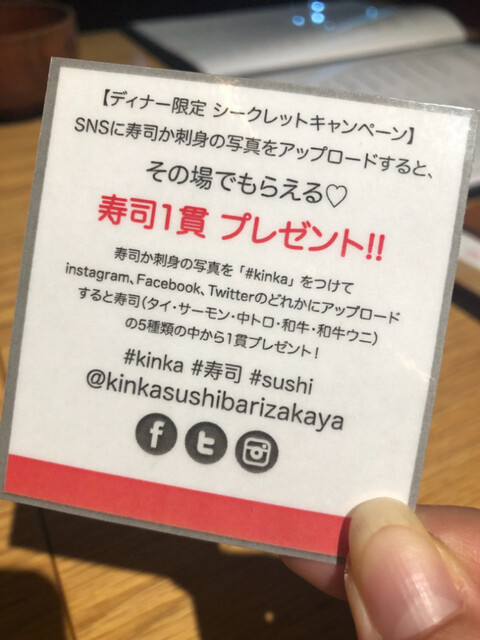 【ディナー限定 シークレットキャンペーン】
SNSに寿司か刺身の写真をアップロードすると、
その場でもらえる♡
寿司1貫 プレゼント!!
寿司か刺身の写真を「#kinka」をつけて
instagram、Facebook、Twitterのどれかにアップロード
すると寿司(タイ・サーモン・中トロ・和牛・和牛ウニ)
の5種類の中から1貫プレゼント!
#kinka #寿司 #sushi
@kinkasushibarizakaya